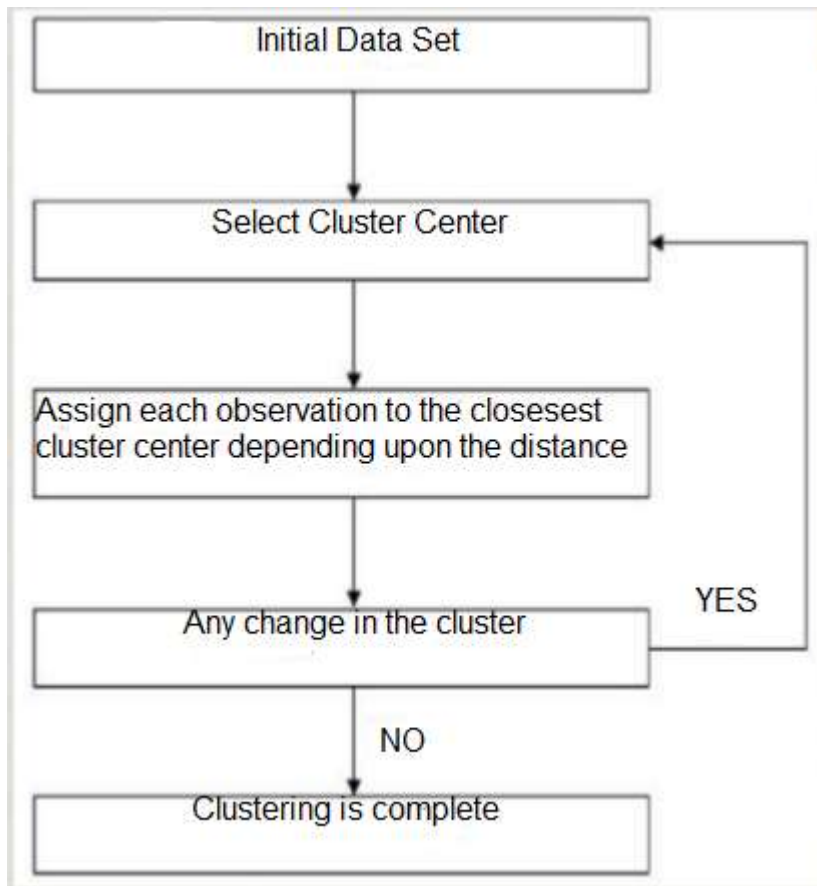 Initial Data Set
Select Cluster Center
Assign each observation to the closesest
cluster center depending upon the distance
Any change in the cluster
YES
NO
Clustering is complete